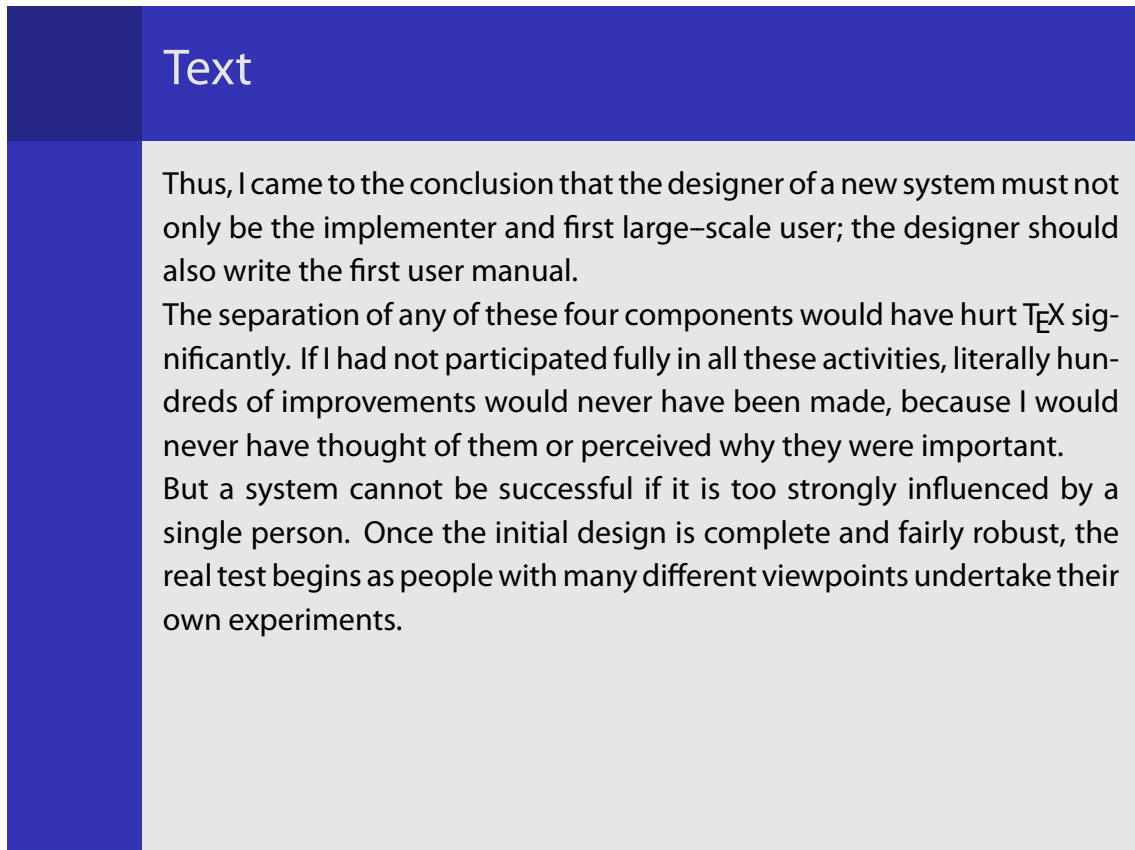 Text
Thus, I came to the conclusion that the designer of a new system must not
only be the implementer and first large–scale user; the designer should
also write the first user manual.
The separation of any of these four components would have hurt TEX sig-
nificantly. If I had not participated fully in all these activities, literally hun-
dreds of improvements would never have been made, because I would
never have thought of them or perceived why they were important.
But a system cannot be successful if it is too strongly influenced by a
single person. Once the initial design is complete and fairly robust, the
real test begins as people with many different viewpoints undertake their
own experiments.